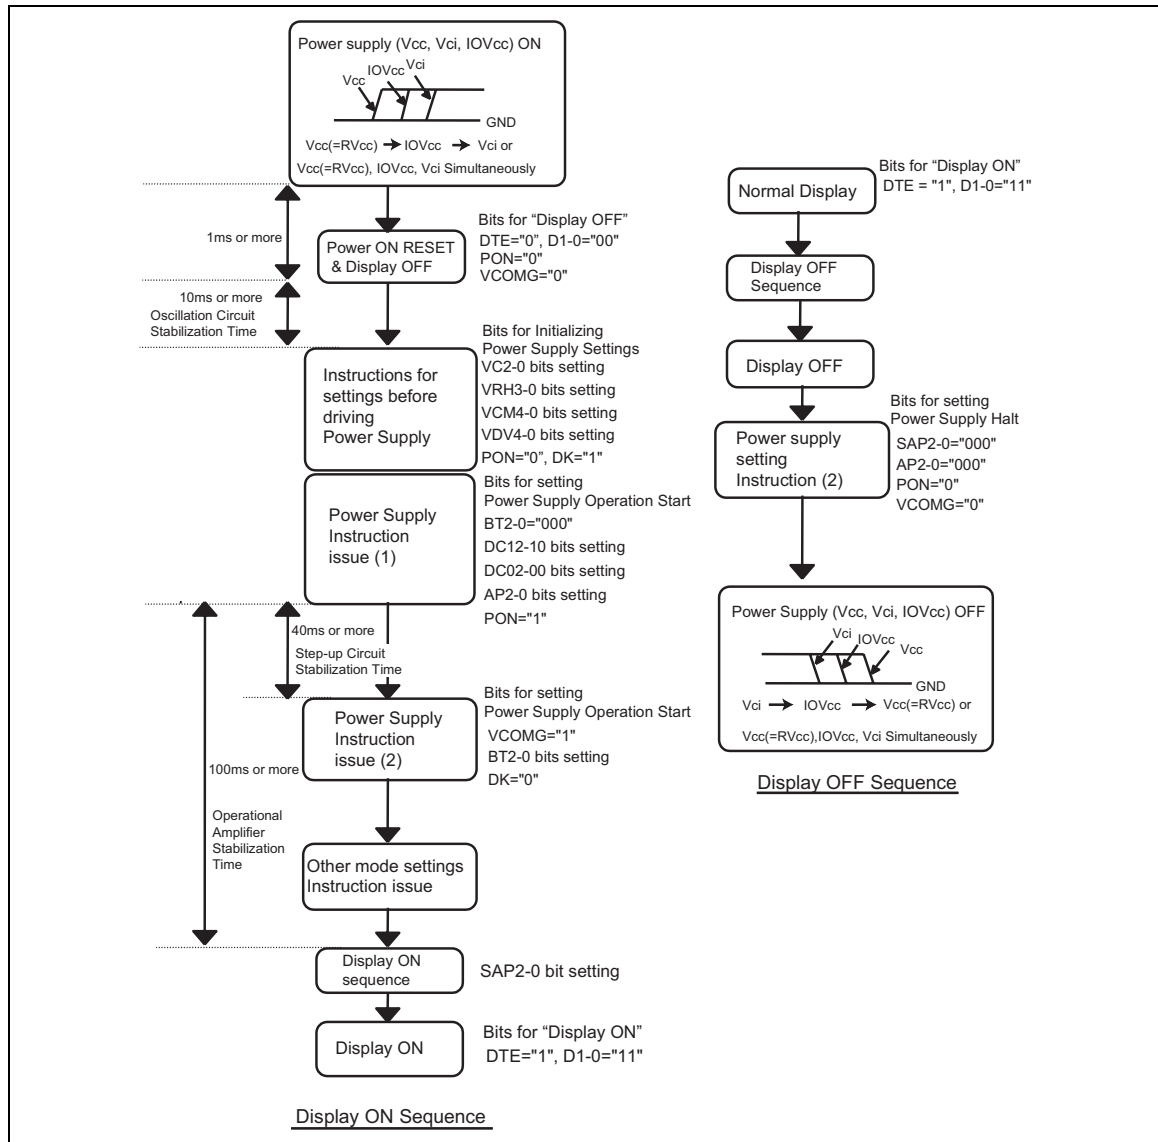 Power supply (Vcc, Vci, IOVcc) ON
Vcc
IOVcc
Vci
GND
Vcc(=RVcc) → IOVcc → Vci or
Vcc(=RVcc), IOVcc, Vci Simultaneously
1ms or more
Power ON RESET
& Display OFF
Bits for “Display OFF”
DTE="0”, D1-0="00"
PON="0"
VCOMG="0"
10ms or more
Oscillation Circuit
Stabilization Time
Instructions for
settings before
driving
Power Supply
Bits for Initializing
Power Supply Settings
VC2-0 bits setting
VRH3-0 bits setting
VCM4-0 bits setting
VDV4-0 bits setting
PON="0”, DK="1"
Power Supply
Instruction
issue (1)
Bits for setting
Power Supply Operation Start
BT2-0="000"
DC12-10 bits setting
DC02-00 bits setting
AP2-0 bits setting
PON="1"
40ms or more
Step-up Circuit
Stabilization Time
Power Supply
Instruction
issue (2)
Bits for setting
Power Supply Operation Start
VCOMG="1"
BT2-0 bits setting
DK="0"
100ms or more
Operational
Amplifier
Stabilization
Time
Other mode settings
Instruction issue
Display ON
sequence
SAP2-0 bit setting
Display ON
Bits for “Display ON”
DTE="1", D1-0="11"
Display ON Sequence
Normal Display
Bits for “Display ON”
DTE = "1", D1-0="11"
Display OFF
Sequence
Display OFF
Power supply
setting
Instruction (2)
Bits for setting
Power Supply Halt
SAP2-0="000"
AP2-0="000"
PON="0"
VCOMG="0"
Power Supply (Vcc, Vci, IOVcc) OFF
Vci
IOVcc
Vcc
GND
Vci → IOVcc → Vcc(=RVcc) or
Vcc(=RVcc),IOVcc, Vci Simultaneously
Display OFF Sequence